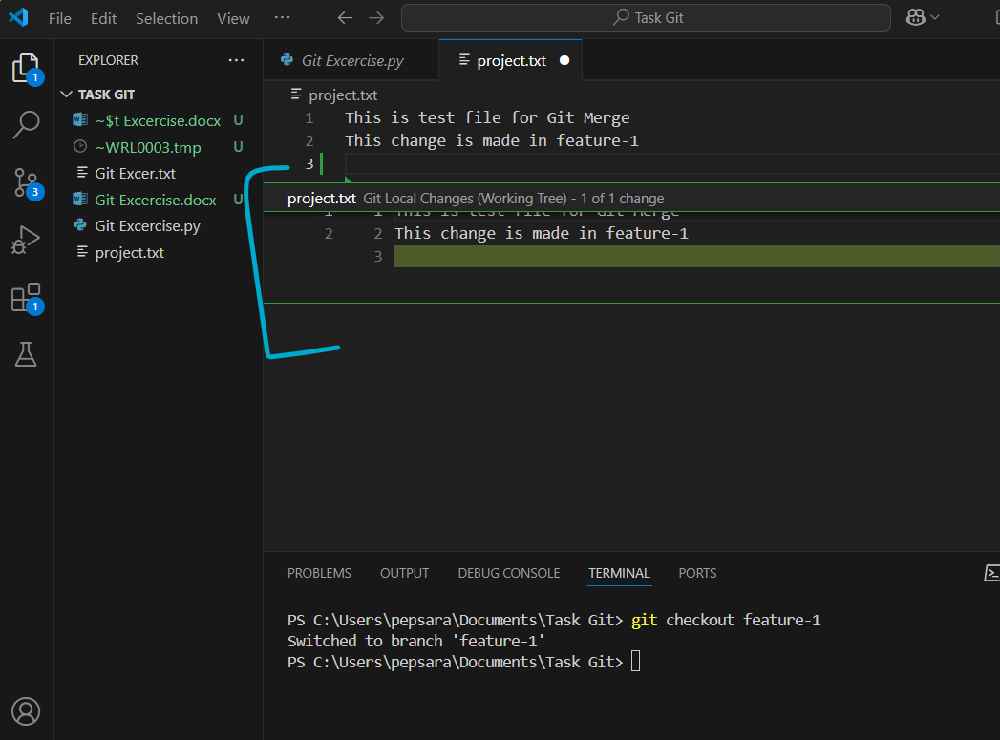 File Edit Selection View ···
Task Git
1
3
1
EXPLORER ···
TASK GIT
~$t Excercise.docx U
~WRL0003.tmp U
Git Excer.txt
Git Excercise.docx U
Git Excercise.py
project.txt
Git Excercise.py project.txt
project.txt
1 This is test file for Git Merge
2 This change is made in feature-1
3
project.txt Git Local Changes (Working Tree) - 1 of 1 change
1 1 This is test file for Git Merge
2 2 This change is made in feature-1
3
PROBLEMS OUTPUT DEBUG CONSOLE TERMINAL PORTS
PS C:\Users\pepsara\Documents\Task Git> git checkout feature-1
Switched to branch 'feature-1'
PS C:\Users\pepsara\Documents\Task Git>